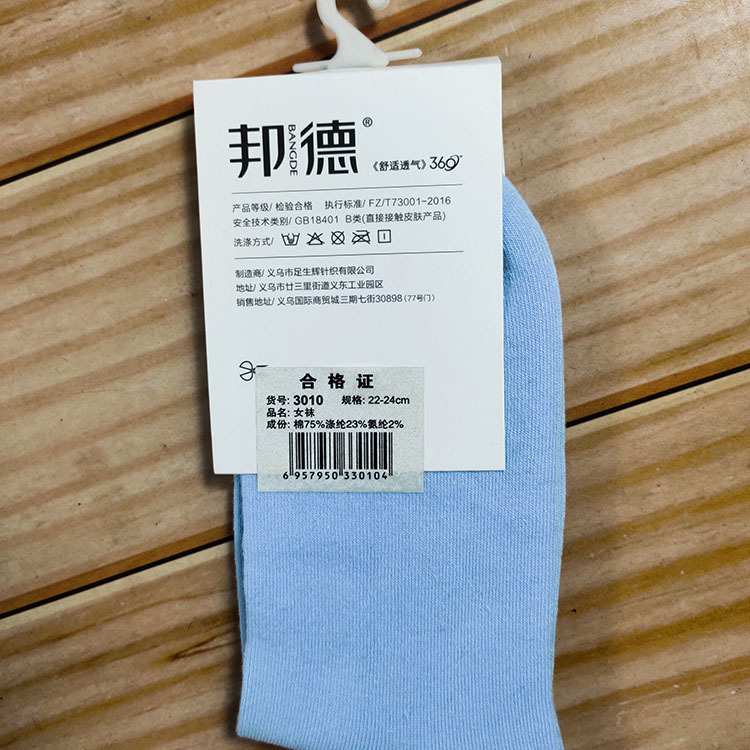 邦德®
BANGDE
《舒适透气》360°
产品等级/ 检验合格 执行标准/ FZ/T73001-2016
安全技术类别/ GB18401 B类(直接接触皮肤产品)
洗涤方式/
制造商/ 义乌市足生辉针织有限公司
义乌市廿三里街道义东工业园区
销售地址/ 义乌国际商贸城三期七街30898 (77号门)
合格证
货号: 3010 规格: 22-24cm
品名: 女袜
成份: 棉75%涤纶23%氨纶2%
6 957950 330104